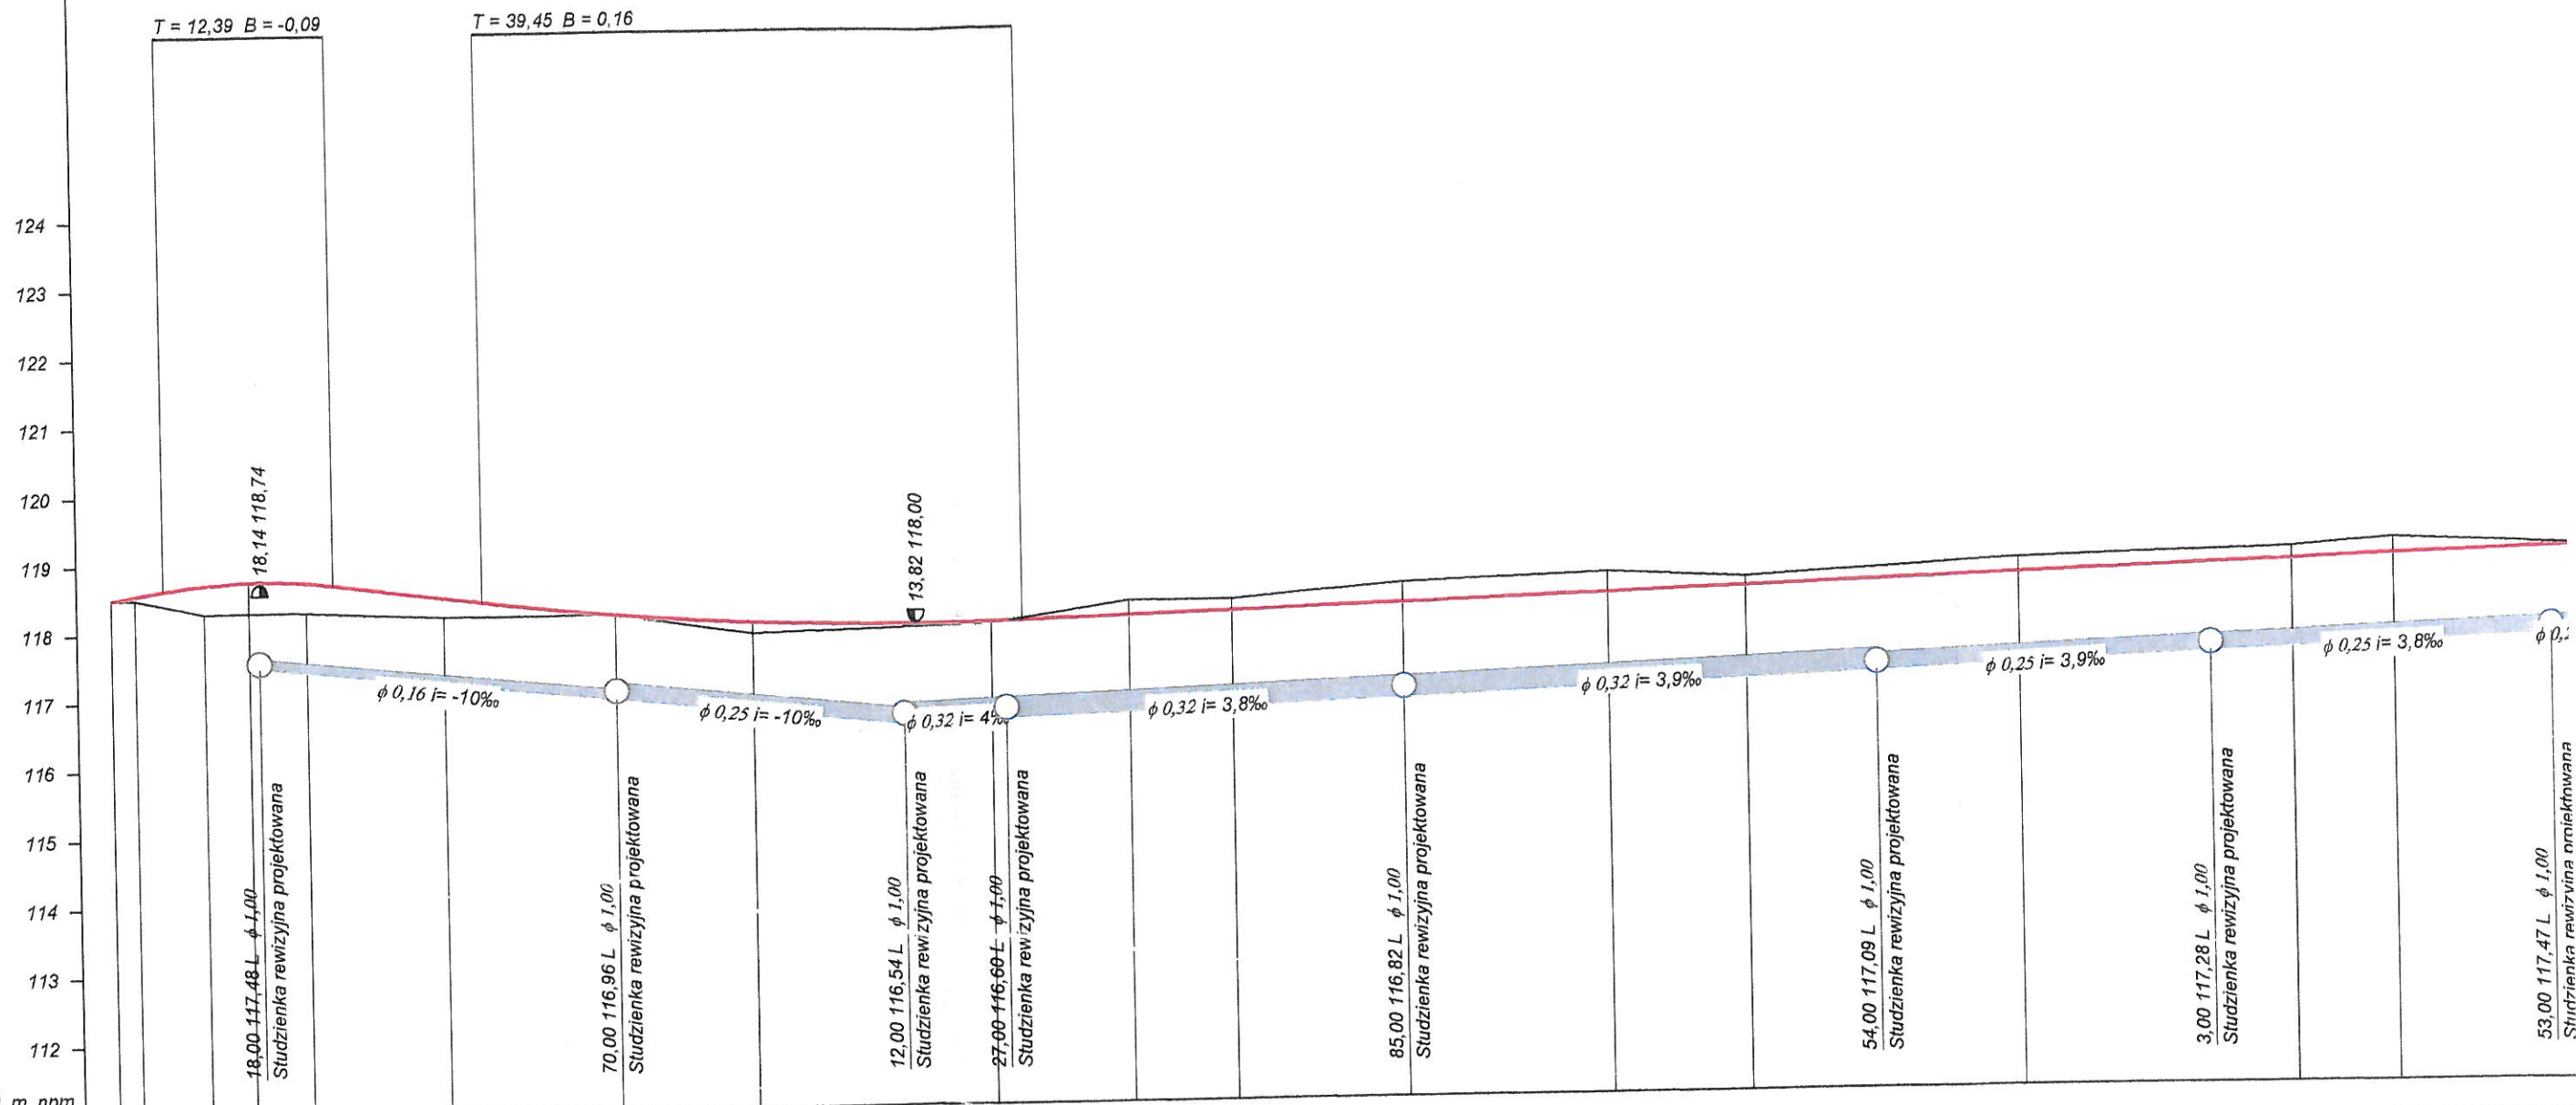 T = 12,39 B = -0,09
T = 39,45 B = 0,16
124
123
122
121
120
119
118
117
116
115
114
113
112
m npm
18,14 118,74
13,82 118,00
ϕ 0,16 i= -10‰
ϕ 0,25 i= -10‰
ϕ 0,32 i= 4‰
ϕ 0,32 i= 3,8‰
ϕ 0,32 i= 3,9‰
ϕ 0,25 i= 3,9‰
ϕ 0,25 i= 3,8‰
18,00 117,48 L ϕ 1,00
Studzienka rewizyjna projektowana
70,00 116,96 L ϕ 1,00
Studzienka rewizyjna projektowana
12,00 116,54 L ϕ 1,00
Studzienka rewizyjna projektowana
27,00 116,60 L ϕ 1,00
Studzienka rewizyjna projektowana
85,00 116,82 L ϕ 1,00
Studzienka rewizyjna projektowana
54,00 117,09 L ϕ 1,00
Studzienka rewizyjna projektowana
3,00 117,28 L ϕ 1,00
Studzienka rewizyjna projektowana
53,00 117,47 L ϕ 1,00
Studzienka rewizyjna projektowana